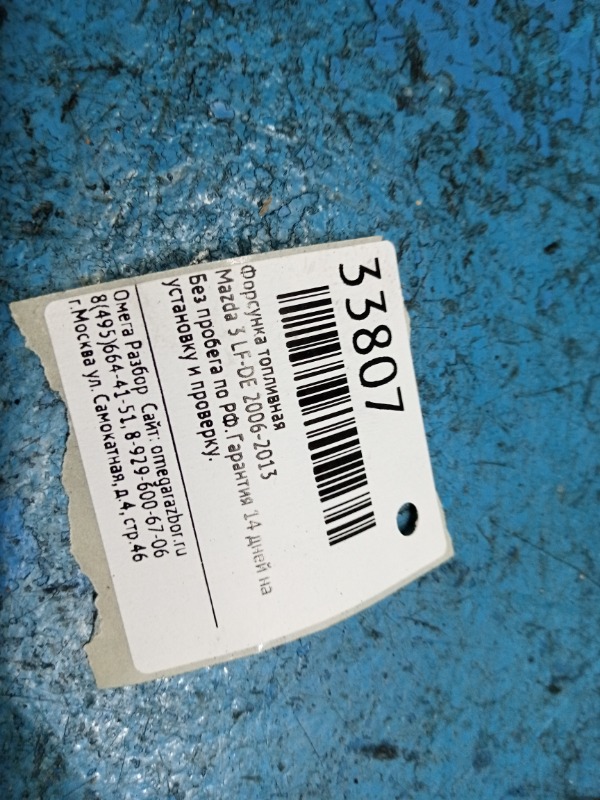 33807
Форсунка топливная
Mazda 3 LF-DE 2006-2013
Без пробега по РФ. Гарантия 14 дней на
установку и проверку.
Омега Разбор Сайт: omegarazbor.ru
8(495)664-41-51, 8-929-600-67-06
г.Москва ул. Самокатная, д.4, стр.46